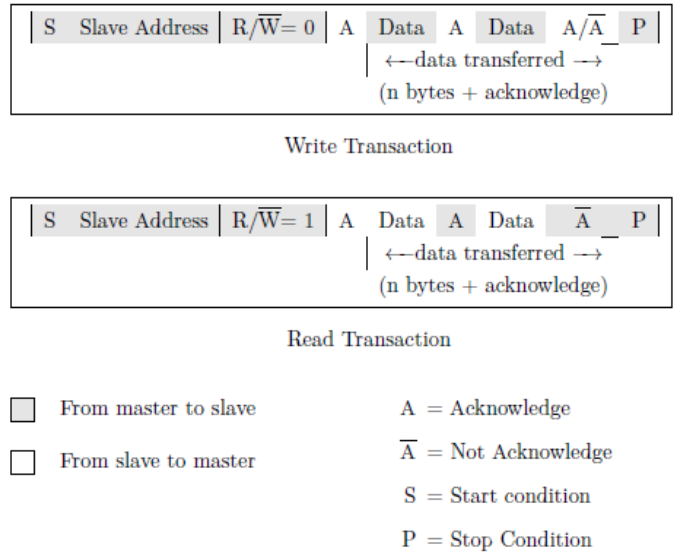 S Slave Address R/W̅= 0 A Data A Data A/A̅ P
←—data transferred —→
(n bytes + acknowledge)
Write Transaction
S Slave Address R/W̅= 1 A Data A Data A̅ P
←—data transferred —→
(n bytes + acknowledge)
Read Transaction
From master to slave
From slave to master
A = Acknowledge
A̅ = Not Acknowledge
S = Start condition
P = Stop Condition